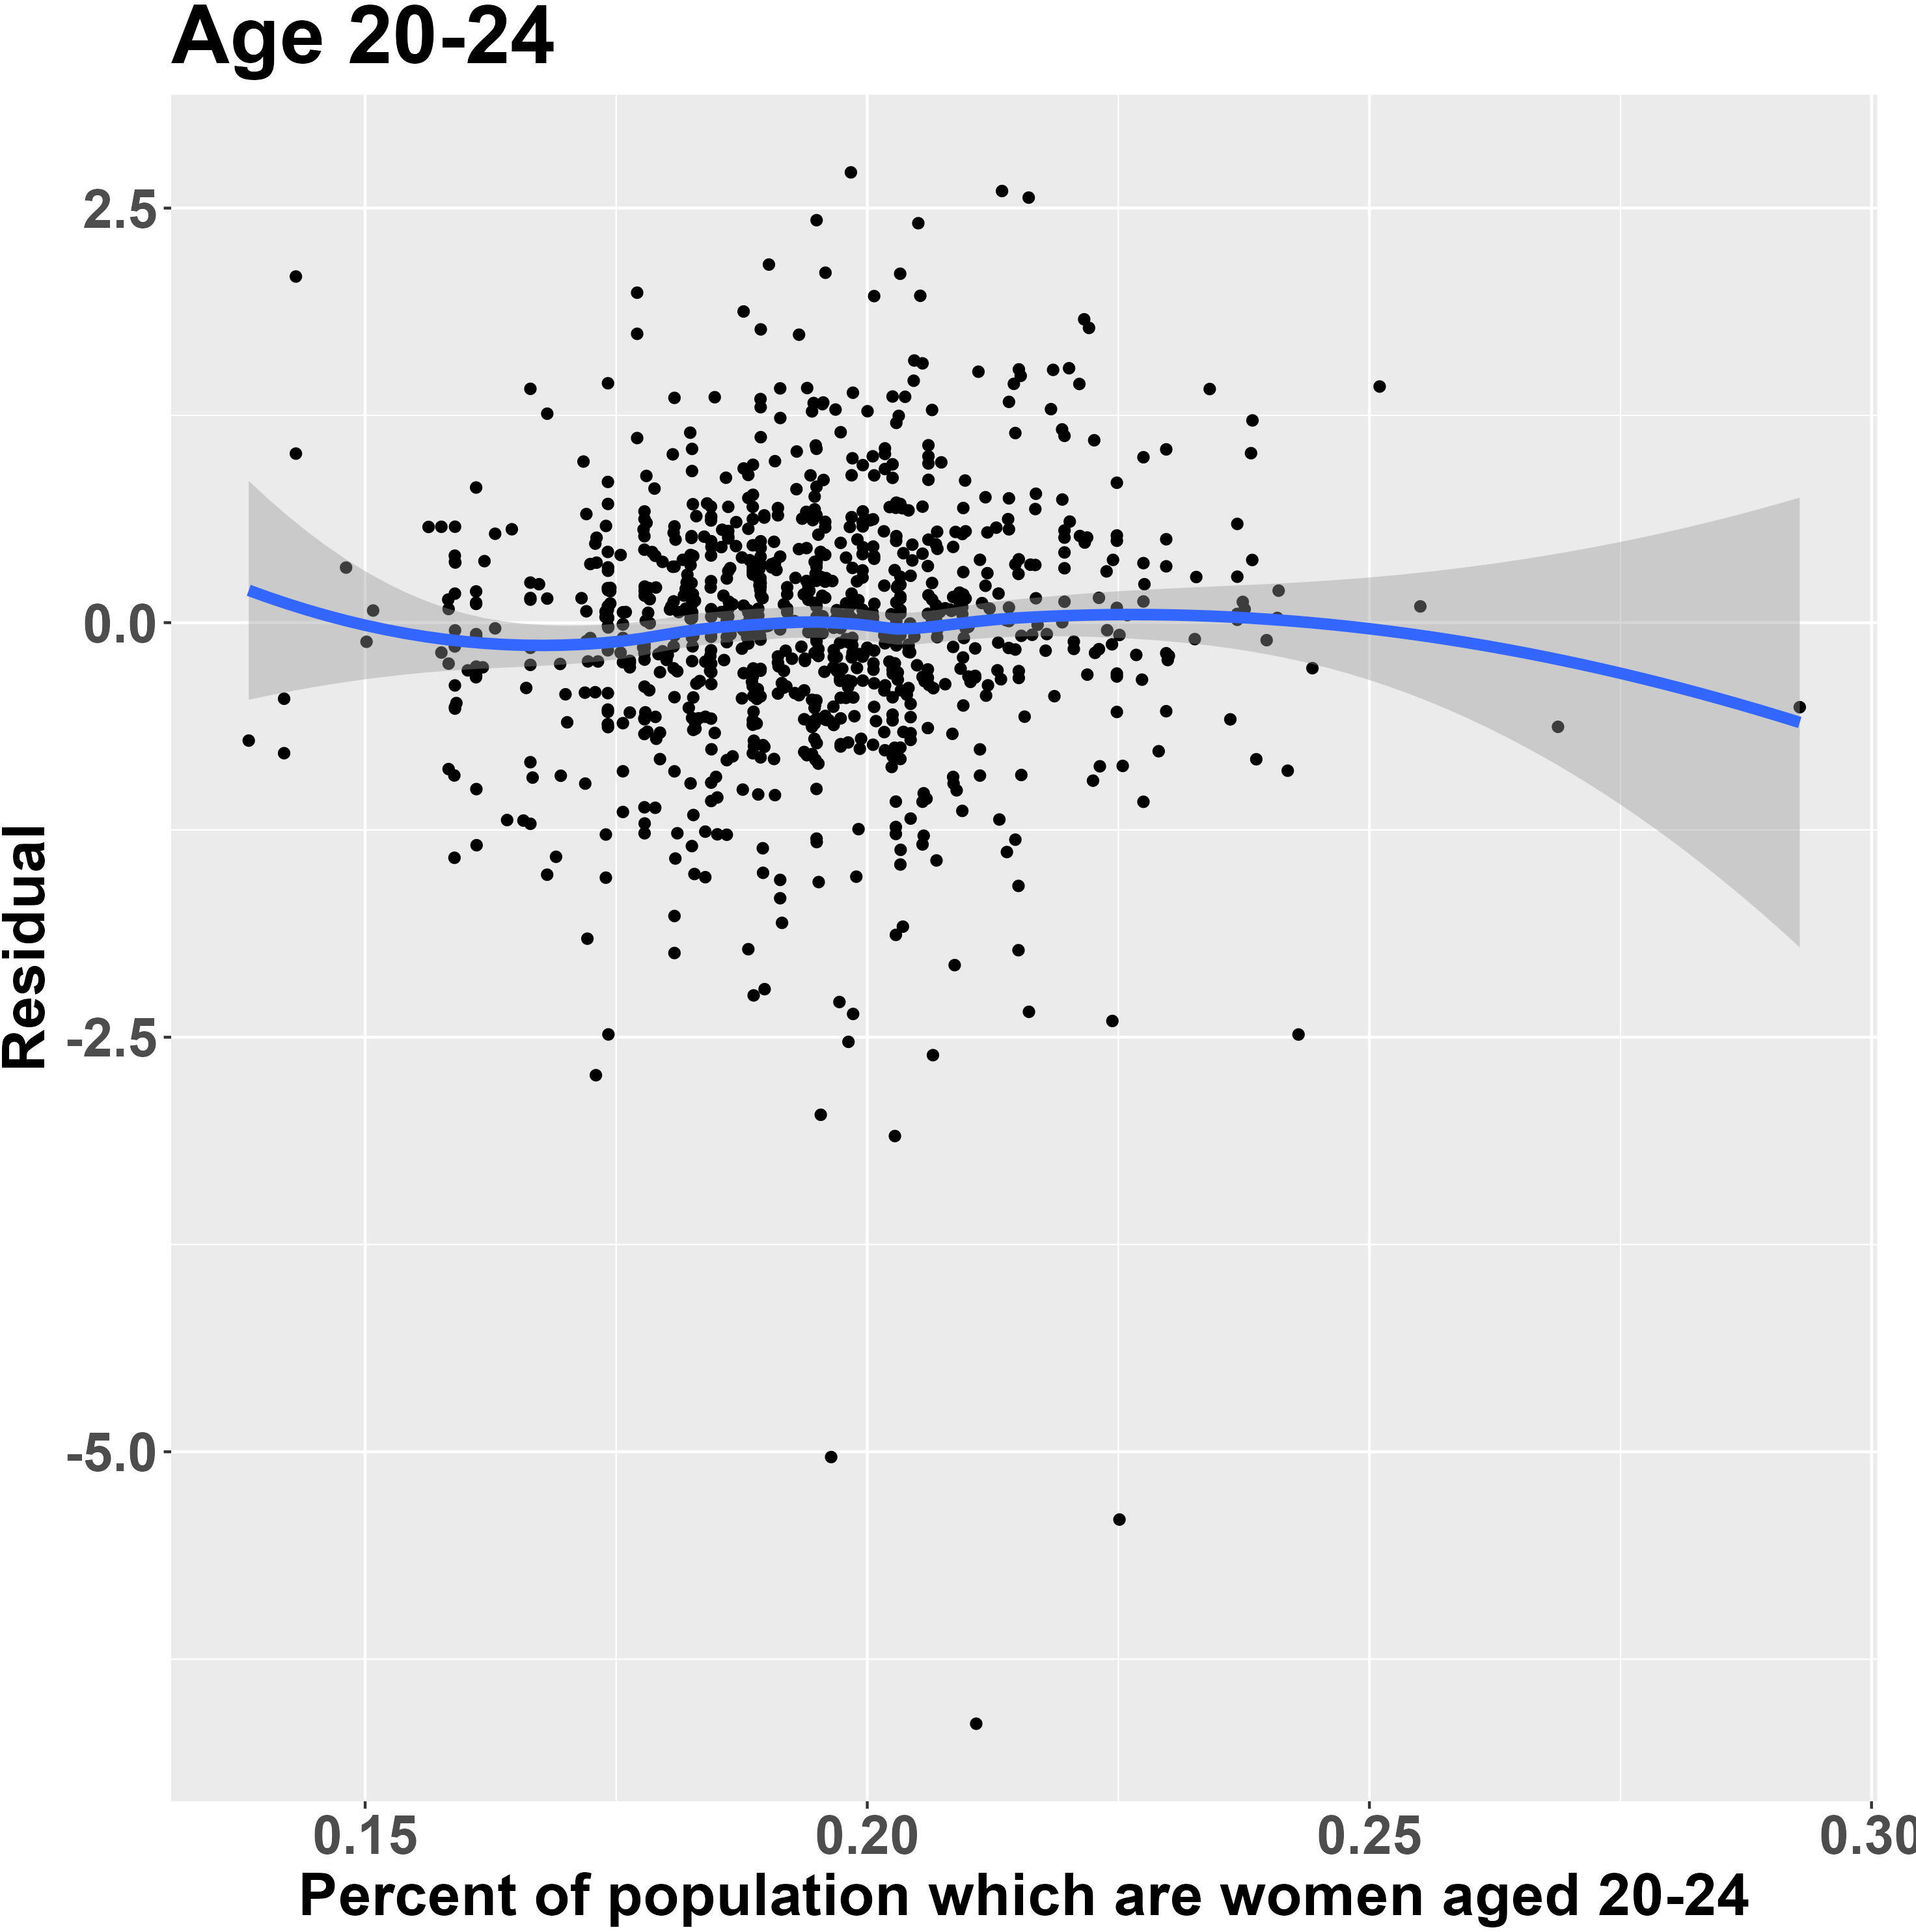 Age 20-24
2.5
0.0
-2.5
-5.0
Residual
0.15 0.20 0.25 0.30
Percent of population which are women aged 20-24